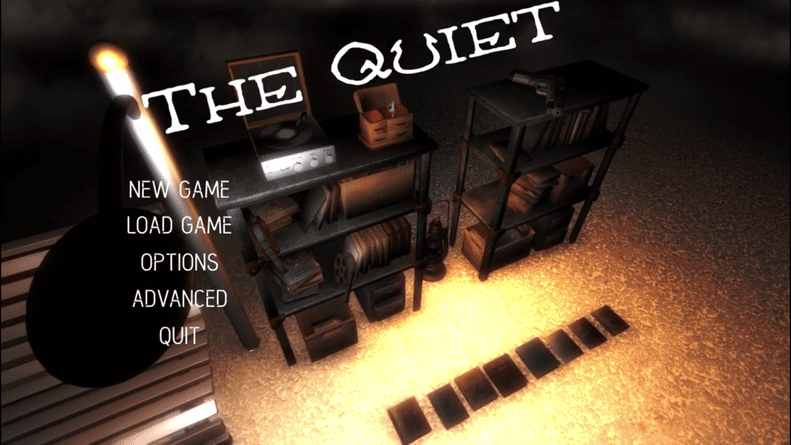 THE QUIET
NEW GAME
LOAD GAME
OPTIONS
ADVANCED
QUIT